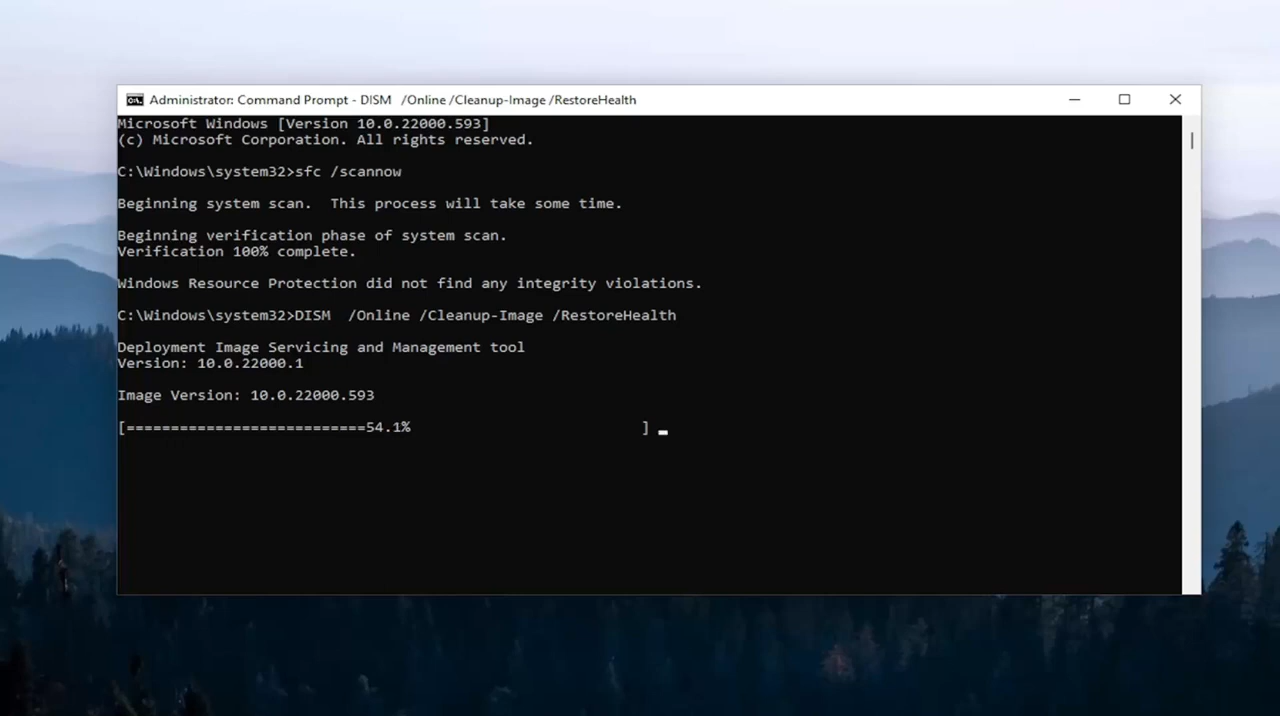 Administrator: Command Prompt - DISM  /Online /Cleanup-Image /RestoreHealth
Microsoft Windows [Version 10.0.22000.593]
(c) Microsoft Corporation. All rights reserved.
C:\Windows\system32>sfc /scannow
Beginning system scan.  This process will take some time.
Beginning verification phase of system scan.
Verification 100% complete.
Windows Resource Protection did not find any integrity violations.
C:\Windows\system32>DISM  /Online /Cleanup-Image /RestoreHealth
Deployment Image Servicing and Management tool
Version: 10.0.22000.1
Image Version: 10.0.22000.593
[===========================54.1%                          ]